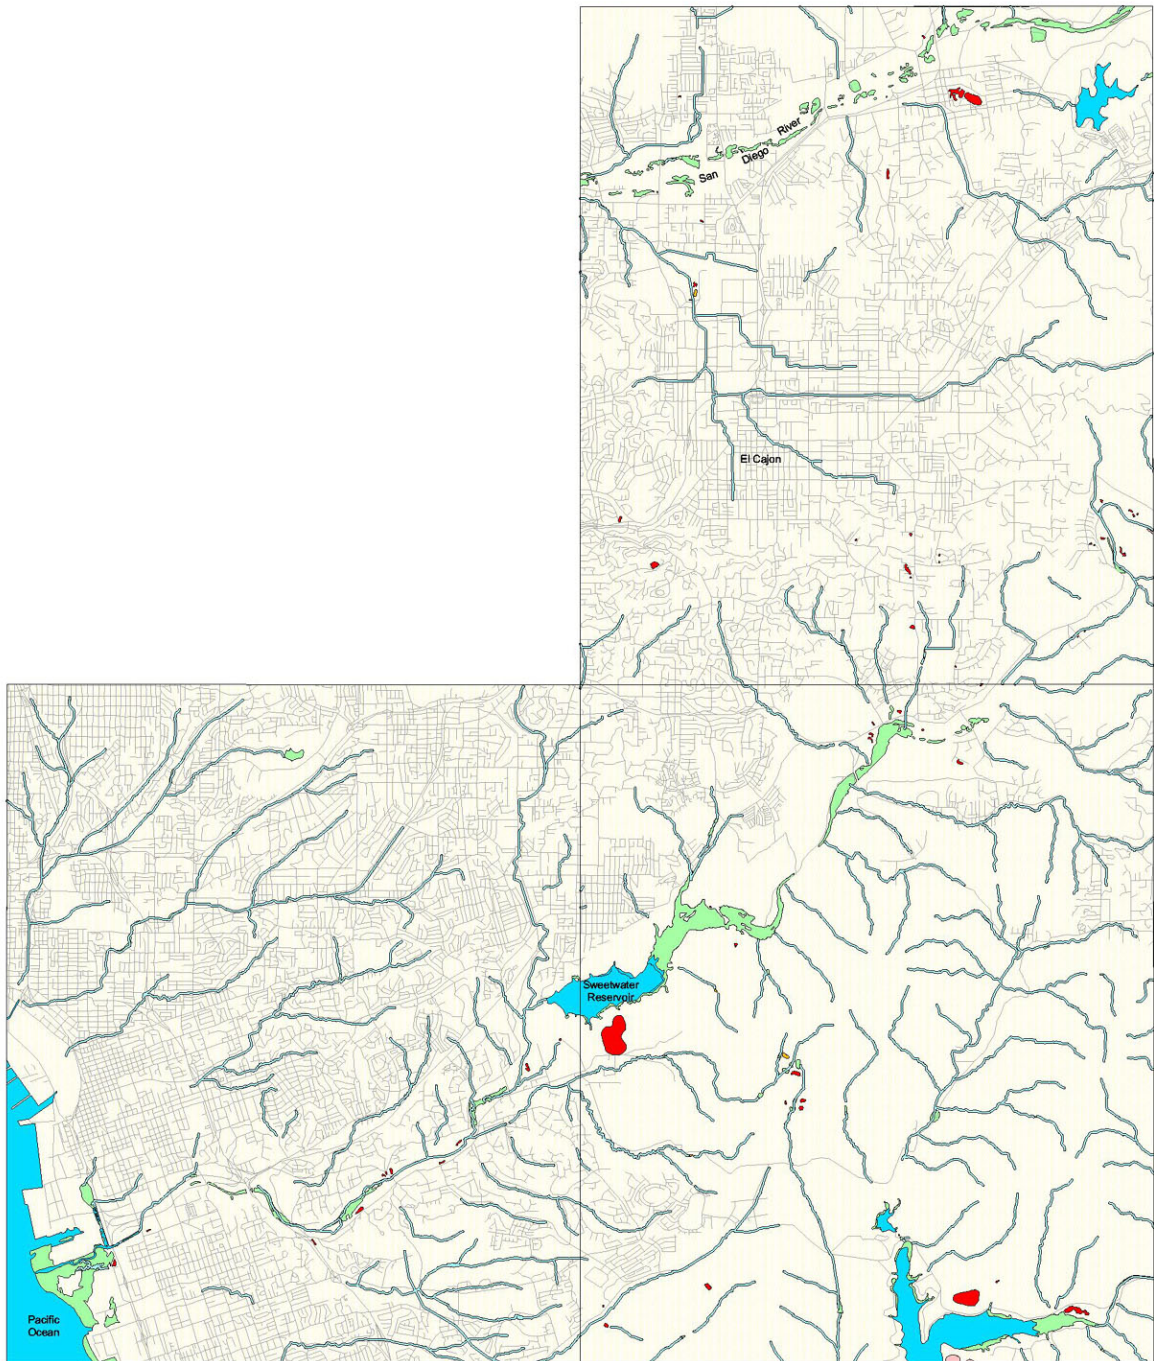 San Diego River
El Cajon
Sweetwater
Reservoir
Pacific
Ocean